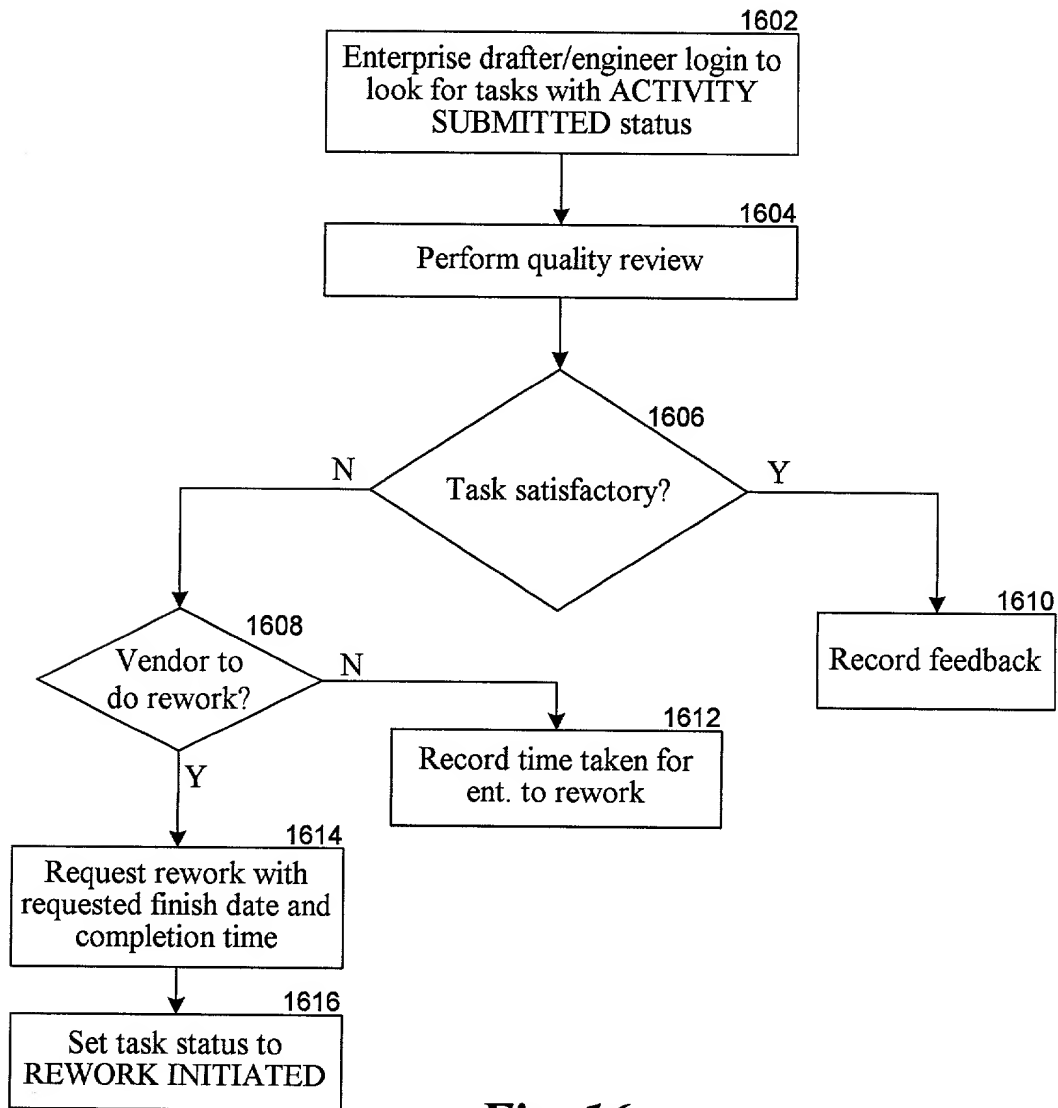 1602
Enterprise drafter/engineer login to
look for tasks with ACTIVITY
SUBMITTED status
1604
Perform quality review
1606
Task satisfactory?
N
Y
1608
Vendor to
do rework?
N
Y
1610
Record feedback
1612
Record time taken for
ent. to rework
1614
Request rework with
requested finish date and
completion time
1616
Set task status to
REWORK INITIATED